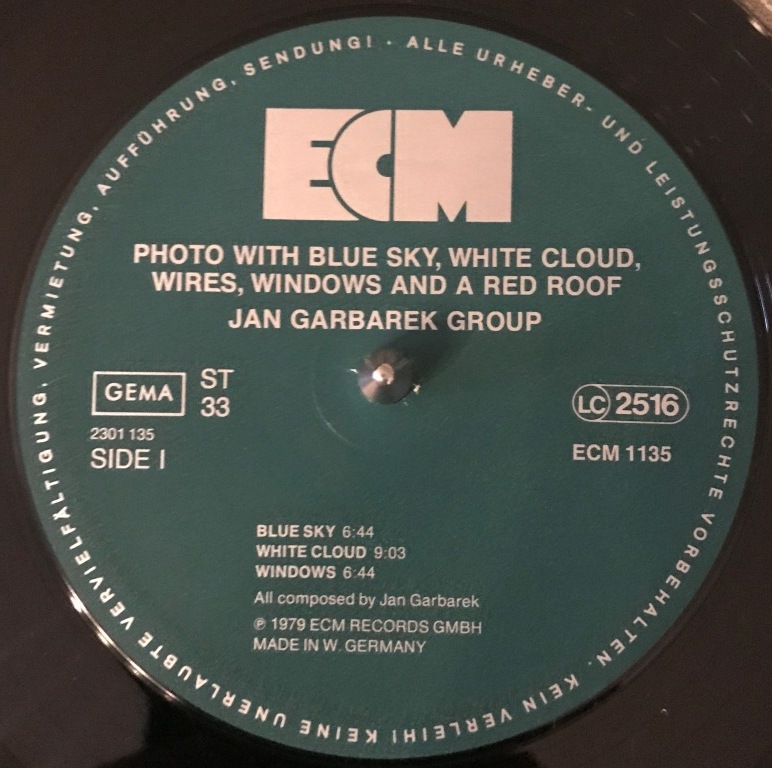 ALLE URHEBER- UND LEISTUNGSSCHUTZRECHTE VORBEHALTEN. KEIN VERLEIH! KEINE UNERLAUBTE VERVIELFÄLTIGUNG, VERMIETUNG, AUFFÜHRUNG, SENDUNG! ·
ECM
PHOTO WITH BLUE SKY, WHITE CLOUD,
WIRES, WINDOWS AND A RED ROOF
JAN GARBAREK GROUP
GEMA
ST
33
2301 135
SIDE I
LC 2516
ECM 1135
BLUE SKY 6:44
WHITE CLOUD 9:03
WINDOWS 6:44
All composed by Jan Garbarek
℗ 1979 ECM RECORDS GMBH
MADE IN W. GERMANY